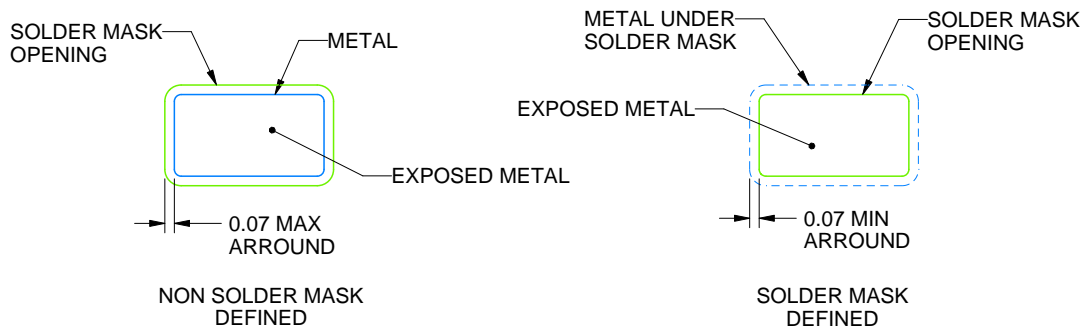 SOLDER MASK
OPENING
METAL
EXPOSED METAL
0.07 MAX
ARROUND
NON SOLDER MASK
DEFINED
METAL UNDER
SOLDER MASK
SOLDER MASK
OPENING
EXPOSED METAL
0.07 MIN
ARROUND
SOLDER MASK
DEFINED